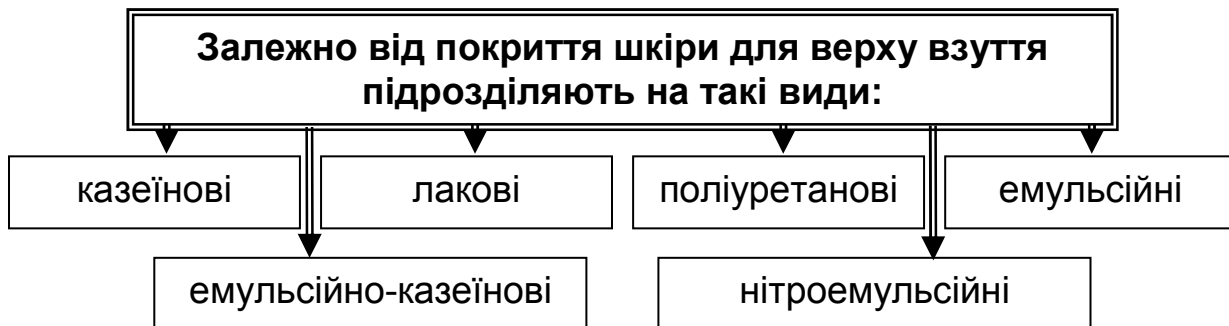 Залежно від покриття шкіри для верху взуття
підрозділяють на такі види:
казеїнові
лакові
поліуретанові
емульсійні
емульсійно-казеїнові
нітроемульсійні